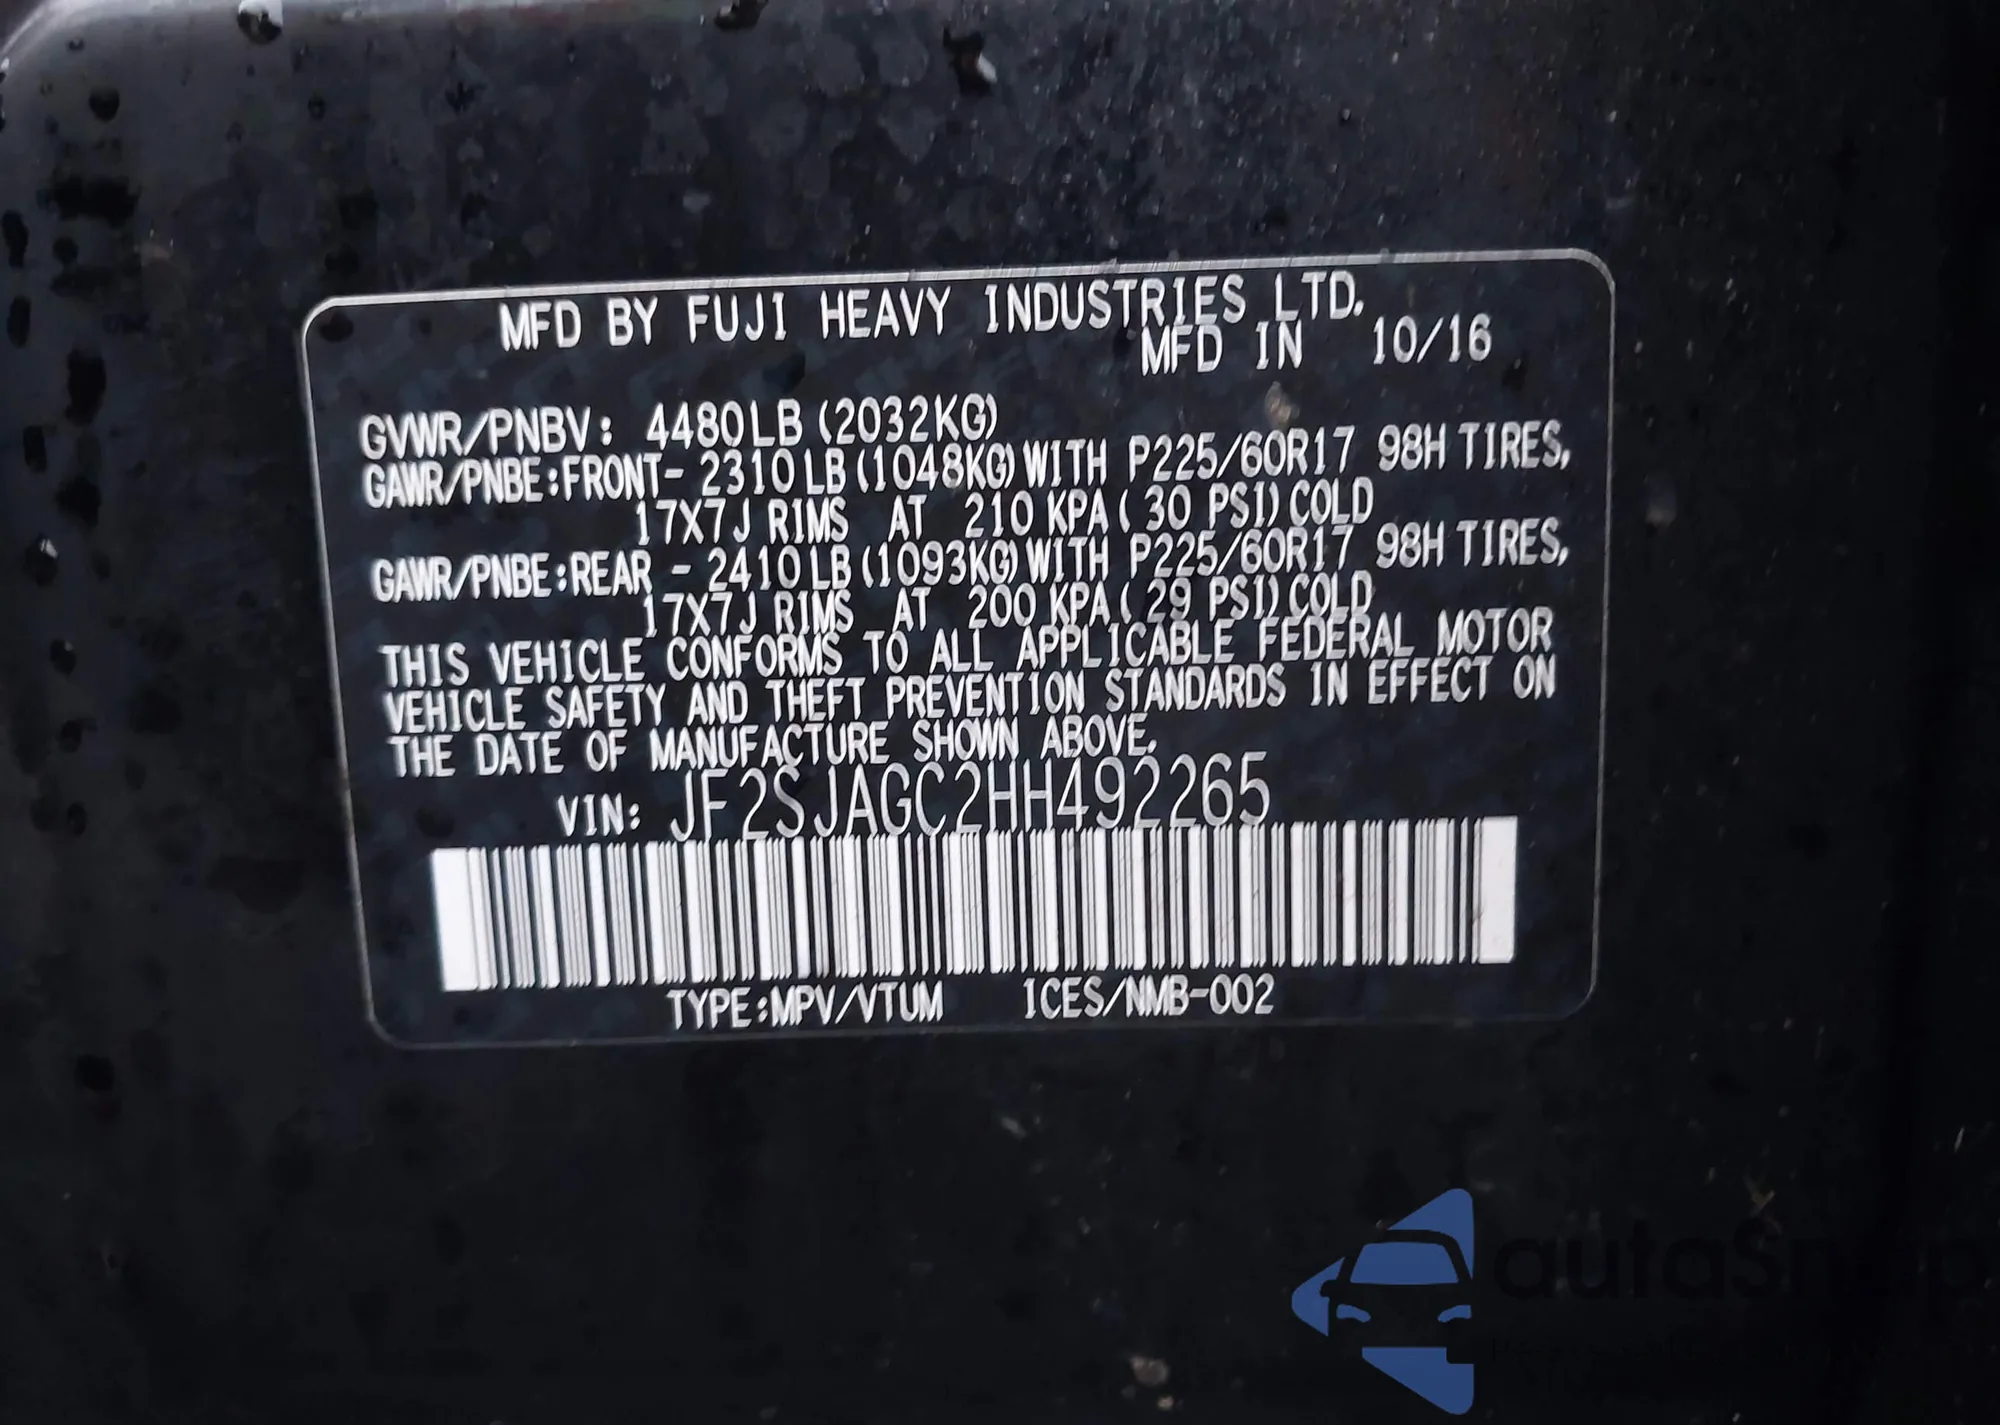 MFD BY FUJI HEAVY INDUSTRIES LTD.
MFD IN 10/16
GVWR/PNBV: 4480LB (2032KG)
GAWR/PNBE:FRONT- 2310LB (1048KG) WITH P225/60R17 98H TIRES,
17X7J RIMS AT 210 KPA ( 30 PSI) COLD
GAWR/PNBE:REAR - 2410LB (1093KG) WITH P225/60R17 98H TIRES,
17X7J RIMS AT 200 KPA ( 29 PSI) COLD
THIS VEHICLE CONFORMS TO ALL APPLICABLE FEDERAL MOTOR
VEHICLE SAFETY AND THEFT PREVENTION STANDARDS IN EFFECT ON
THE DATE OF MANUFACTURE SHOWN ABOVE.
VIN: JF2SJAGC2HH492265
TYPE:MPV/VTUM ICES/NMB-002